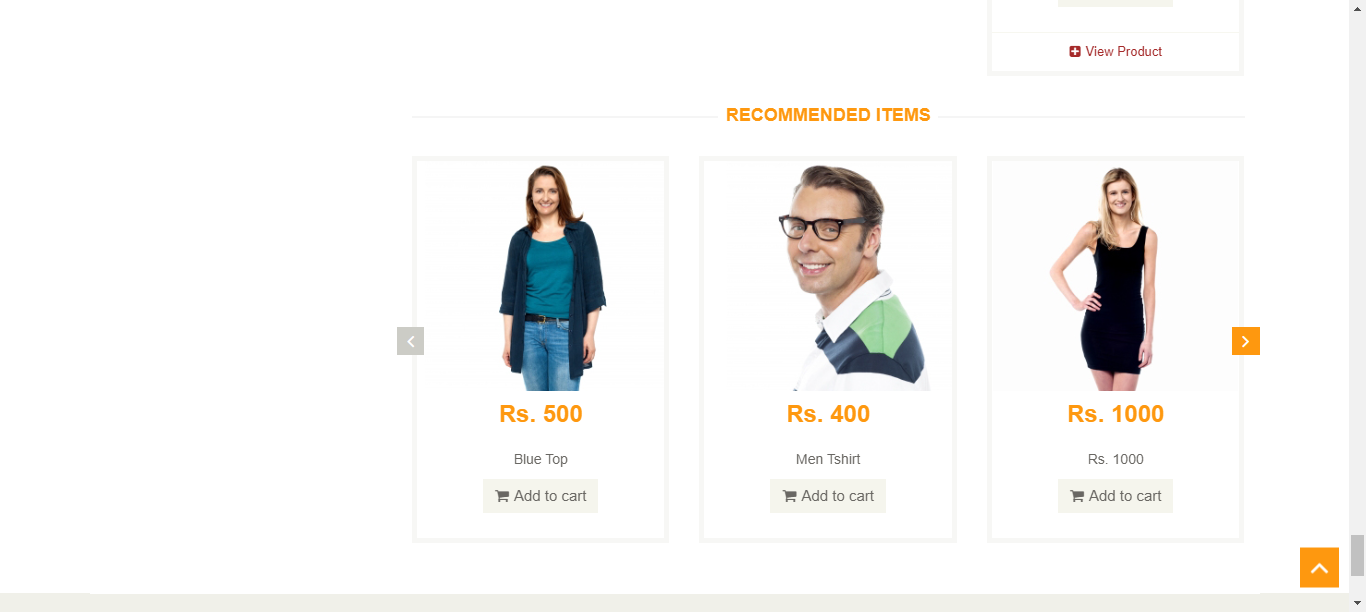 View Product
RECOMMENDED ITEMS
Rs. 500
Blue Top
Add to cart
Rs. 400
Men Tshirt
Add to cart
Rs. 1000
Rs. 1000
Add to cart